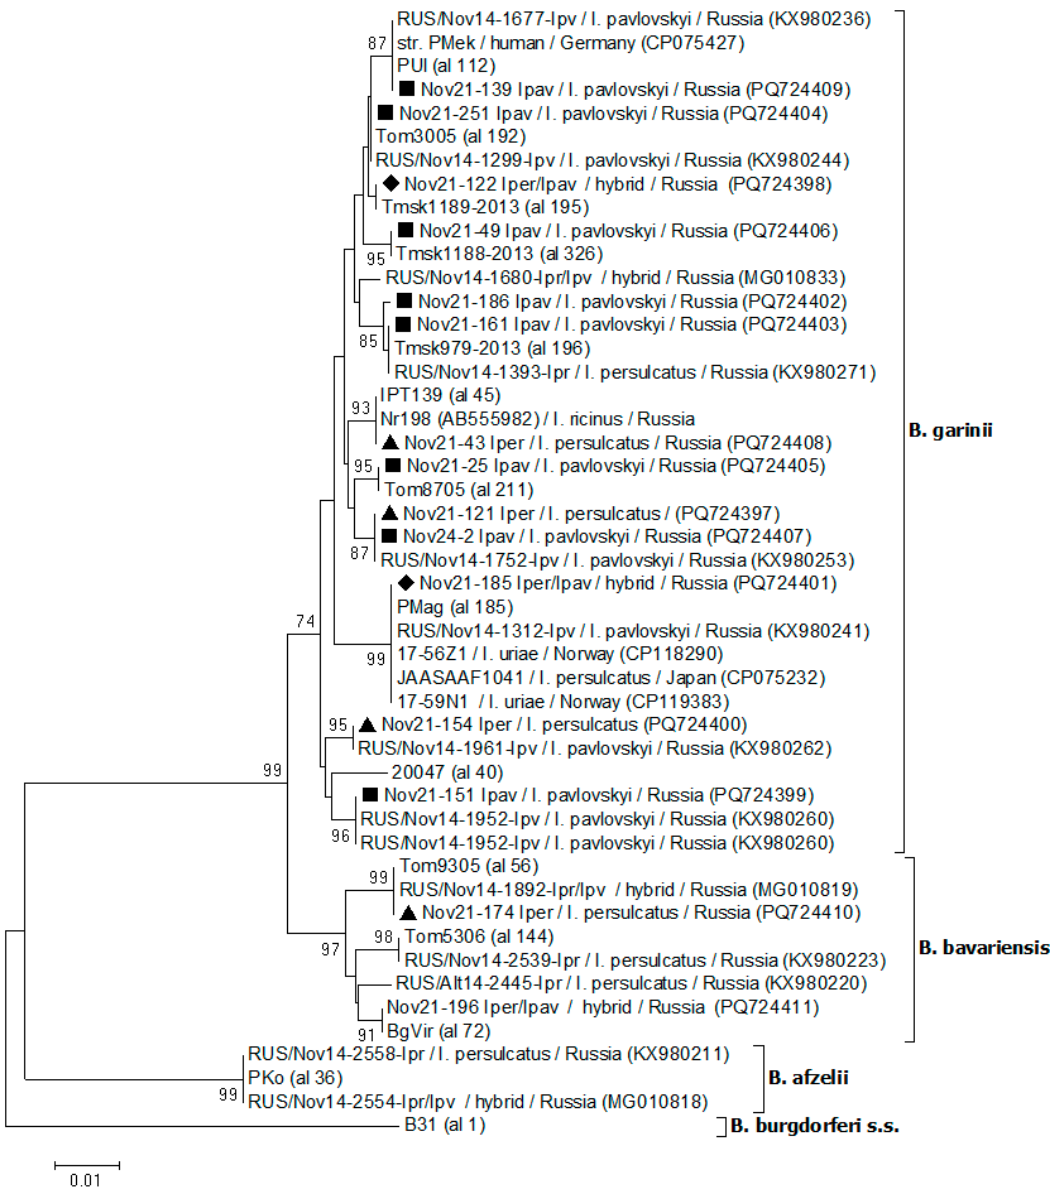 RUS/Nov14-1677-Ipv / I. pavlovskyi / Russia (KX980236)
87
str. PMek / human / Germany (CP075427)
PUI (al 112)
Nov21-139 Ipav / I. pavlovskyi / Russia (PQ724409)
Nov21-251 Ipav / I. pavlovskyi / Russia (PQ724404)
Tom3005 (al 192)
RUS/Nov14-1299-Ipv / I. pavlovskyi / Russia (KX980244)
Nov21-122 Iper/Ipav / hybrid / Russia (PQ724398)
Tmsk1189-2013 (al 195)
Nov21-49 Ipav / I. pavlovskyi / Russia (PQ724406)
95
Tmsk1188-2013 (al 326)
RUS/Nov14-1680-Ipr/Ipv / hybrid / Russia (MG010833)
Nov21-186 Ipav / I. pavlovskyi / Russia (PQ724402)
Nov21-161 Ipav / I. pavlovskyi / Russia (PQ724403)
85
Tmsk979-2013 (al 196)
RUS/Nov14-1393-Ipr / I. persulcatus / Russia (KX980271)
IPT139 (al 45)
93
Nr198 (AB555982) / I. ricinus / Russia
B. garinii
Nov21-43 Iper / I. persulcatus / Russia (PQ724408)
95
Nov21-25 Ipav / I. pavlovskyi / Russia (PQ724405)
Tom8705 (al 211)
Nov21-121 Iper / I. persulcatus / (PQ724397)
Nov24-2 Ipav / I. pavlovskyi / Russia (PQ724407)
87
RUS/Nov14-1752-Ipv / I. pavlovskyi / Russia (KX980253)
Nov21-185 Iper/Ipav / hybrid / Russia (PQ724401)
PMag (al 185)
74
RUS/Nov14-1312-Ipv / I. pavlovskyi / Russia (KX980241)
99
17-56Z1 / I. uriae / Norway (CP118290)
JAASAAF1041 / I. persulcatus / Japan (CP075232)
17-59N1 / I. uriae / Norway (CP119383)
95
Nov21-154 Iper / I. persulcatus (PQ724400)
RUS/Nov14-1961-Ipv / I. pavlovskyi / Russia (KX980262)
99
20047 (al 40)
Nov21-151 Ipav / I. pavlovskyi / Russia (PQ724399)
RUS/Nov14-1952-Ipv / I. pavlovskyi / Russia (KX980260)
96
RUS/Nov14-1952-Ipv / I. pavlovskyi / Russia (KX980260)
Tom9305 (al 56)
99
RUS/Nov14-1892-Ipr/Ipv / hybrid / Russia (MG010819)
Nov21-174 Iper / I. persulcatus / Russia (PQ724410)
98
Tom5306 (al 144)
97
B. bavariensis
RUS/Nov14-2539-Ipr / I. persulcatus / Russia (KX980223)
RUS/Alt14-2445-Ipr / I. persulcatus / Russia (KX980220)
Nov21-196 Iper/Ipav / hybrid / Russia (PQ724411)
91
BgVir (al 72)
RUS/Nov14-2558-Ipr / I. persulcatus / Russia (KX980211)
PKo (al 36)
B. afzelii
99
RUS/Nov14-2554-Ipr/Ipv / hybrid / Russia (MG010818)
B31 (al 1)
B. burgdorferi s.s.
0.01